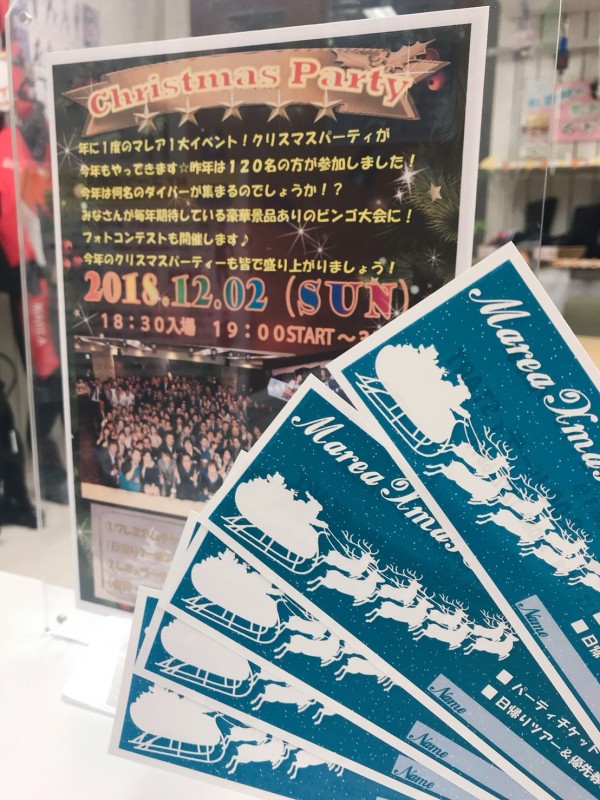 Christmas Party
年に1度のマレア1大イベント！クリスマスパーティが
今年もやってきます☆昨年は120名の方が参加しました！
今年は何名のダイバーが集まるのでしょうか！？
みなさんが毎年期待している豪華景品ありのビンゴ大会に！
フォトコンテストも開催します♪
今年のクリスマスパーティーも皆で盛り上がりましょう！
2018.12.02 (SUN)
18:30入場 19:00START～
Marea Xmas
Name
■日帰
Marea Xmas
Name
■パーティチケット
■日帰りツアー＆優先券
Name
Name